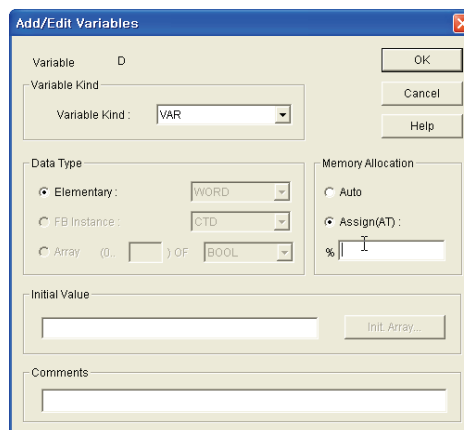 Add/Edit Variables
Variable D
OK
Variable Kind
Cancel
Variable Kind : VAR
Help
Data Type
Memory Allocation
Elementary : WORD
Auto
FB Instance : CTD
Assign(AT) :
Array (0.. ) OF BOOL
%
Initial Value
Init. Array...
Comments